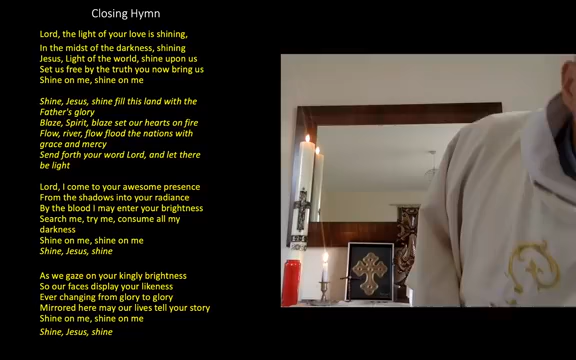 Closing Hymn
Lord, the light of your love is shining,
In the midst of the darkness, shining
Jesus, Light of the world, shine upon us
Set us free by the truth you now bring us
Shine on me, shine on me
Shine, Jesus, shine fill this land with the
Father's glory
Blaze, Spirit, blaze set our hearts on fire
Flow, river, flow flood the nations with
grace and mercy
Send forth your word Lord, and let there
be light
Lord, I come to your awesome presence
From the shadows into your radiance
By the blood I may enter your brightness
Search me, try me, consume all my
darkness
Shine on me, shine on me
Shine, Jesus, shine
As we gaze on your kingly brightness
So our faces display your likeness
Ever changing from glory to glory
Mirrored here may our lives tell your story
Shine on me, shine on me
Shine, Jesus, shine